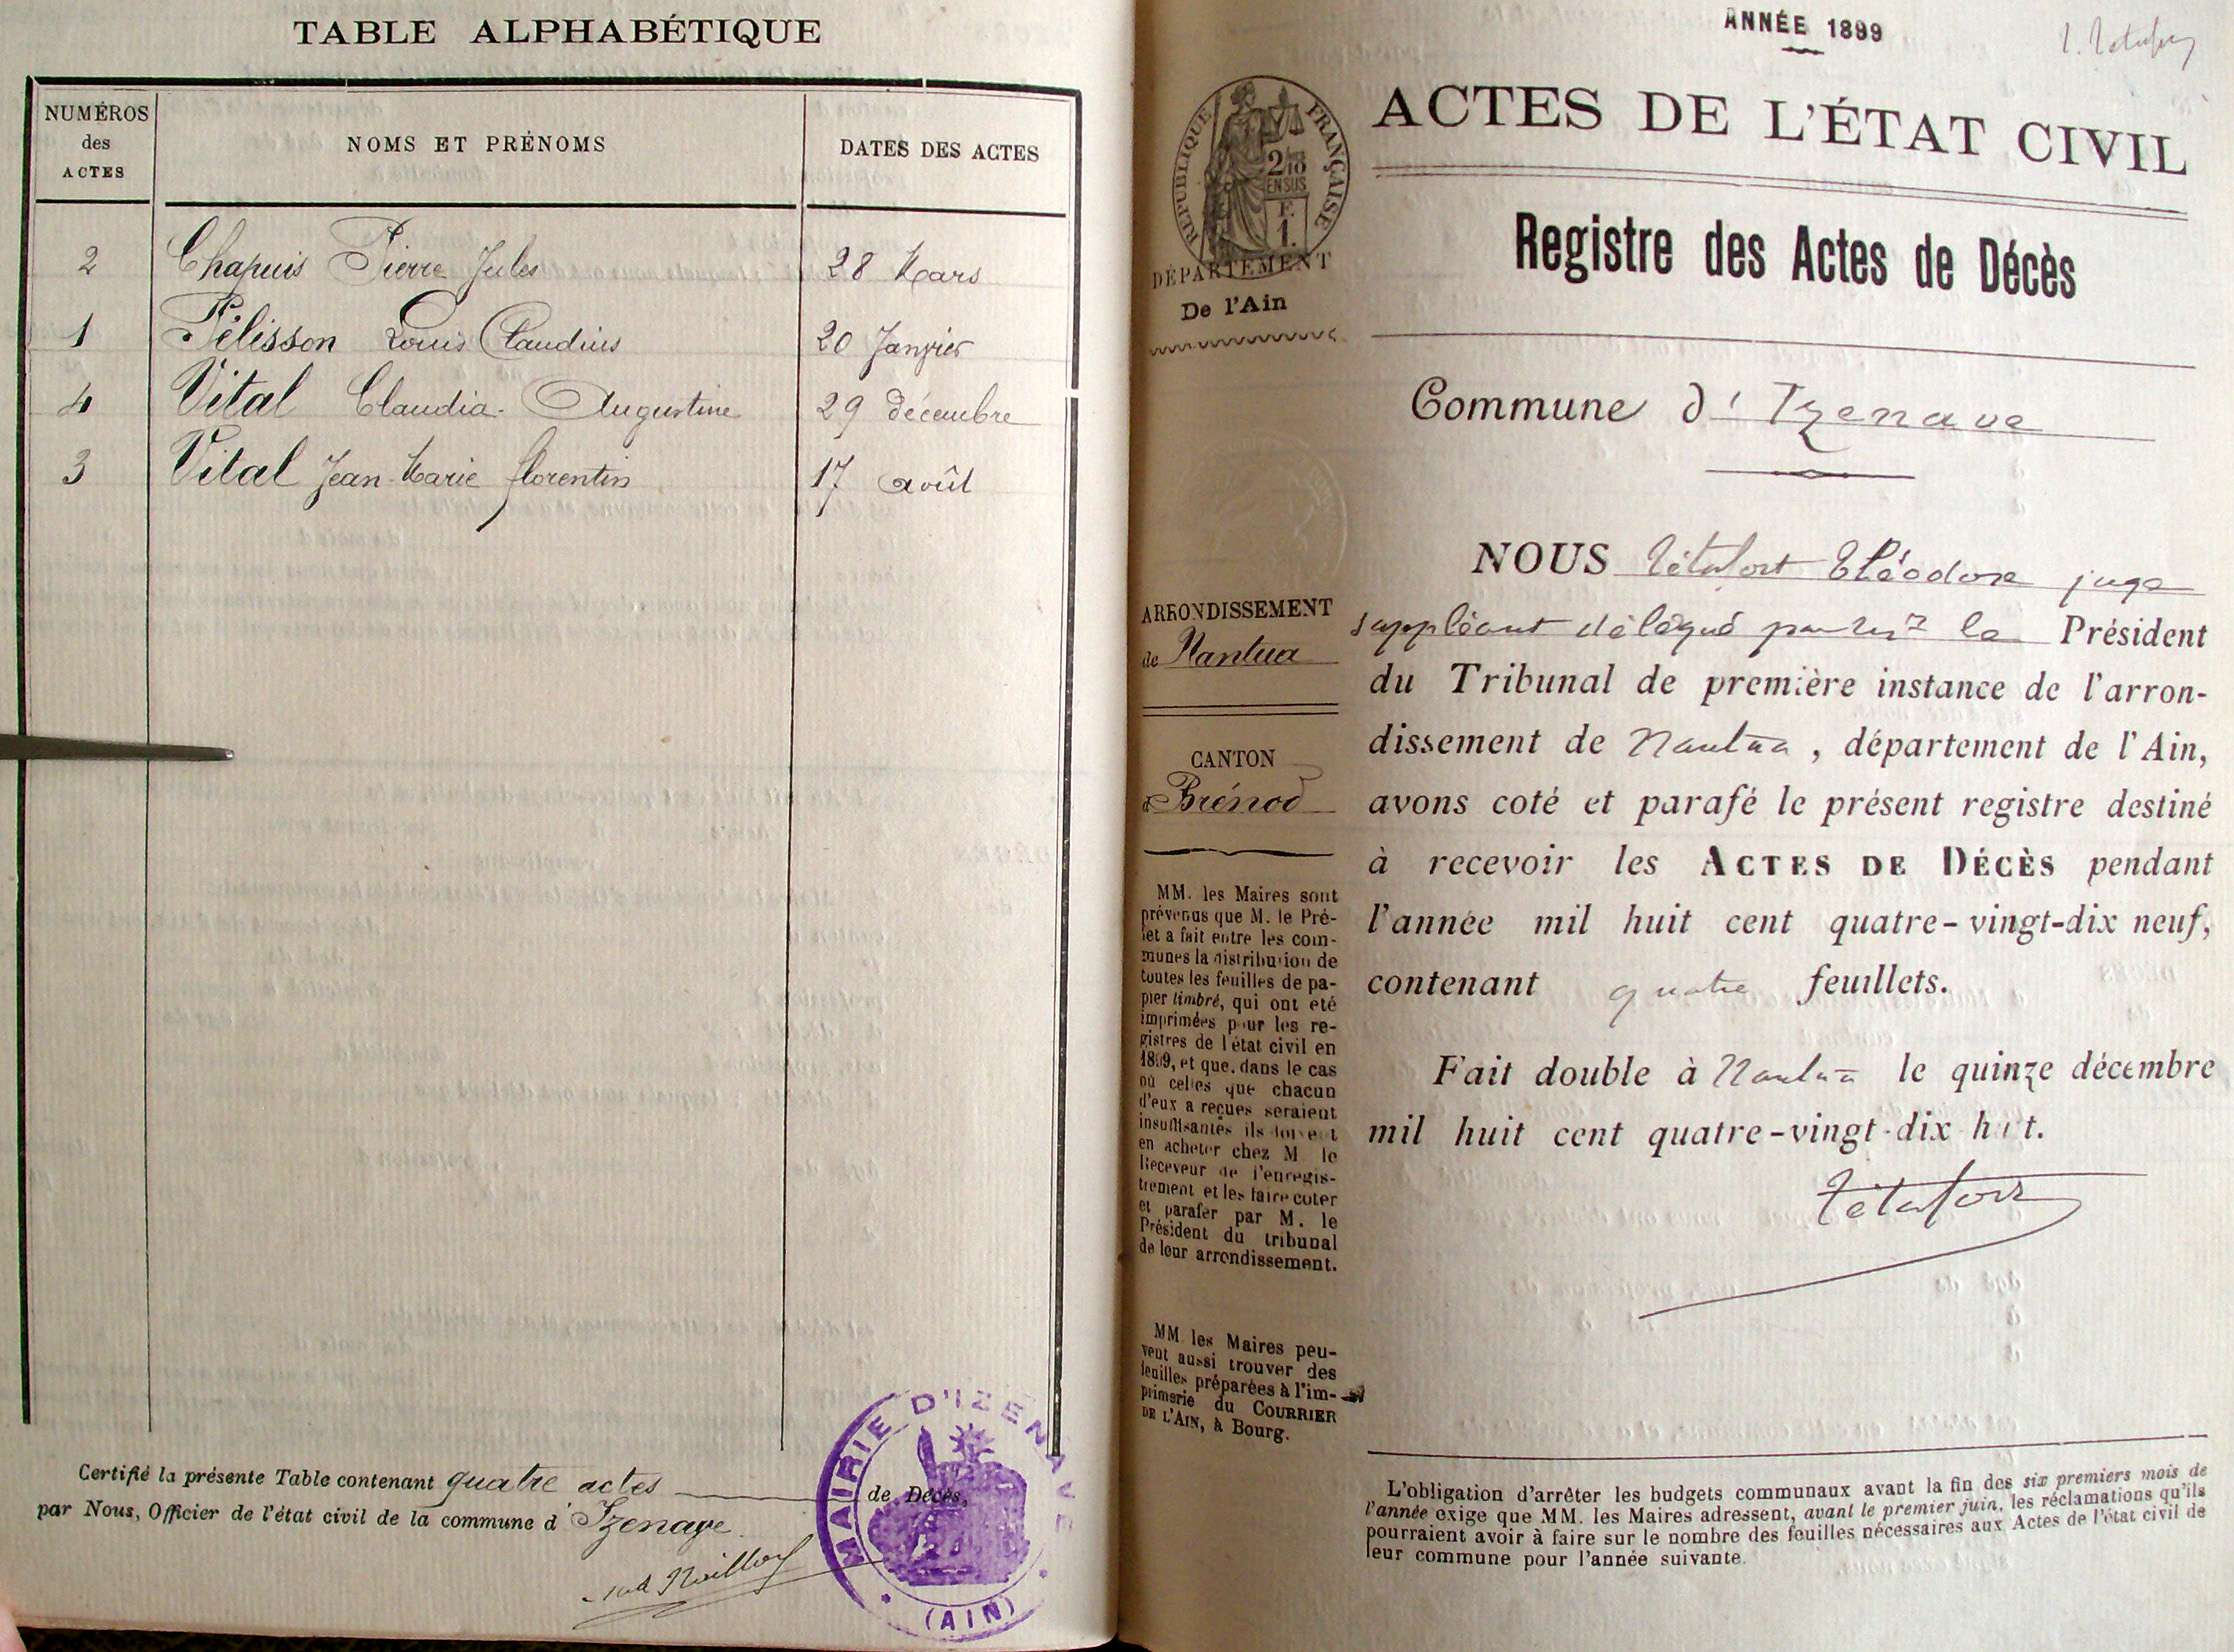 TABLE ALPHABÉTIQUE
NUMÉROS des ACTES
NOMS ET PRÉNOMS
DATES DES ACTES
2 Chapuis Pierre Jules 28 Mars
1 Pélisson Louis Claudius 20 Janvier
4 Vital Claudia Augustine 29 décembre
3 Vital Jean-Marie florentin 17 août
Certifié la présente Table contenant quatre actes de Décès,
par Nous, Officier de l'état civil de la commune d'Izenave
MAIRIE D'IZENAVE
(AIN)
ANNÉE 1899
ACTES DE L'ÉTAT CIVIL
RÉPUBLIQUE FRANÇAISE
DÉPARTEMENT
De l'Ain
Registre des Actes de Décès
Commune d'Izenave
ARRONDISSEMENT
de Nantua
CANTON
de Brénod
MM. les Maires sont
prévenus que M. le Pré-
fet a fait entre les com-
munes la distribution de
toutes les feuilles de pa-
pier timbré, qui ont été
imprimées pour les re-
gistres de l'état civil en
1899, et que, dans le cas
où celles que chacun
d'eux a reçues seraient
insuffisantes ils doivent
en acheter chez M. le
Receveur de l'enregis-
trement et les faire coter
et parafer par M. le
Président du tribunal
de leur arrondissement.
MM. les Maires peu-
vent aussi trouver des
feuilles préparées à l'im-
primerie du COURRIER
DE L'AIN, à Bourg.
NOUS Tétafort Théodore juge
suppléant délégué par Mr le Président
du Tribunal de première instance de l'arron-
dissement de Nantua, département de l'Ain,
avons coté et parafé le présent registre destiné
à recevoir les ACTES DE DÉCÈS pendant
l'année mil huit cent quatre-vingt-dix neuf,
contenant quatre feuillets.
Fait double à Nantua le quinze décembre
mil huit cent quatre-vingt-dix huit.
Tétafort
L'obligation d'arrêter les budgets communaux avant la fin des six premiers mois de
l'année exige que MM. les Maires adressent, avant le premier juin, les réclamations qu'ils
pourraient avoir à faire sur le nombre des feuilles nécessaires aux Actes de l'état civil de
leur commune pour l'année suivante.